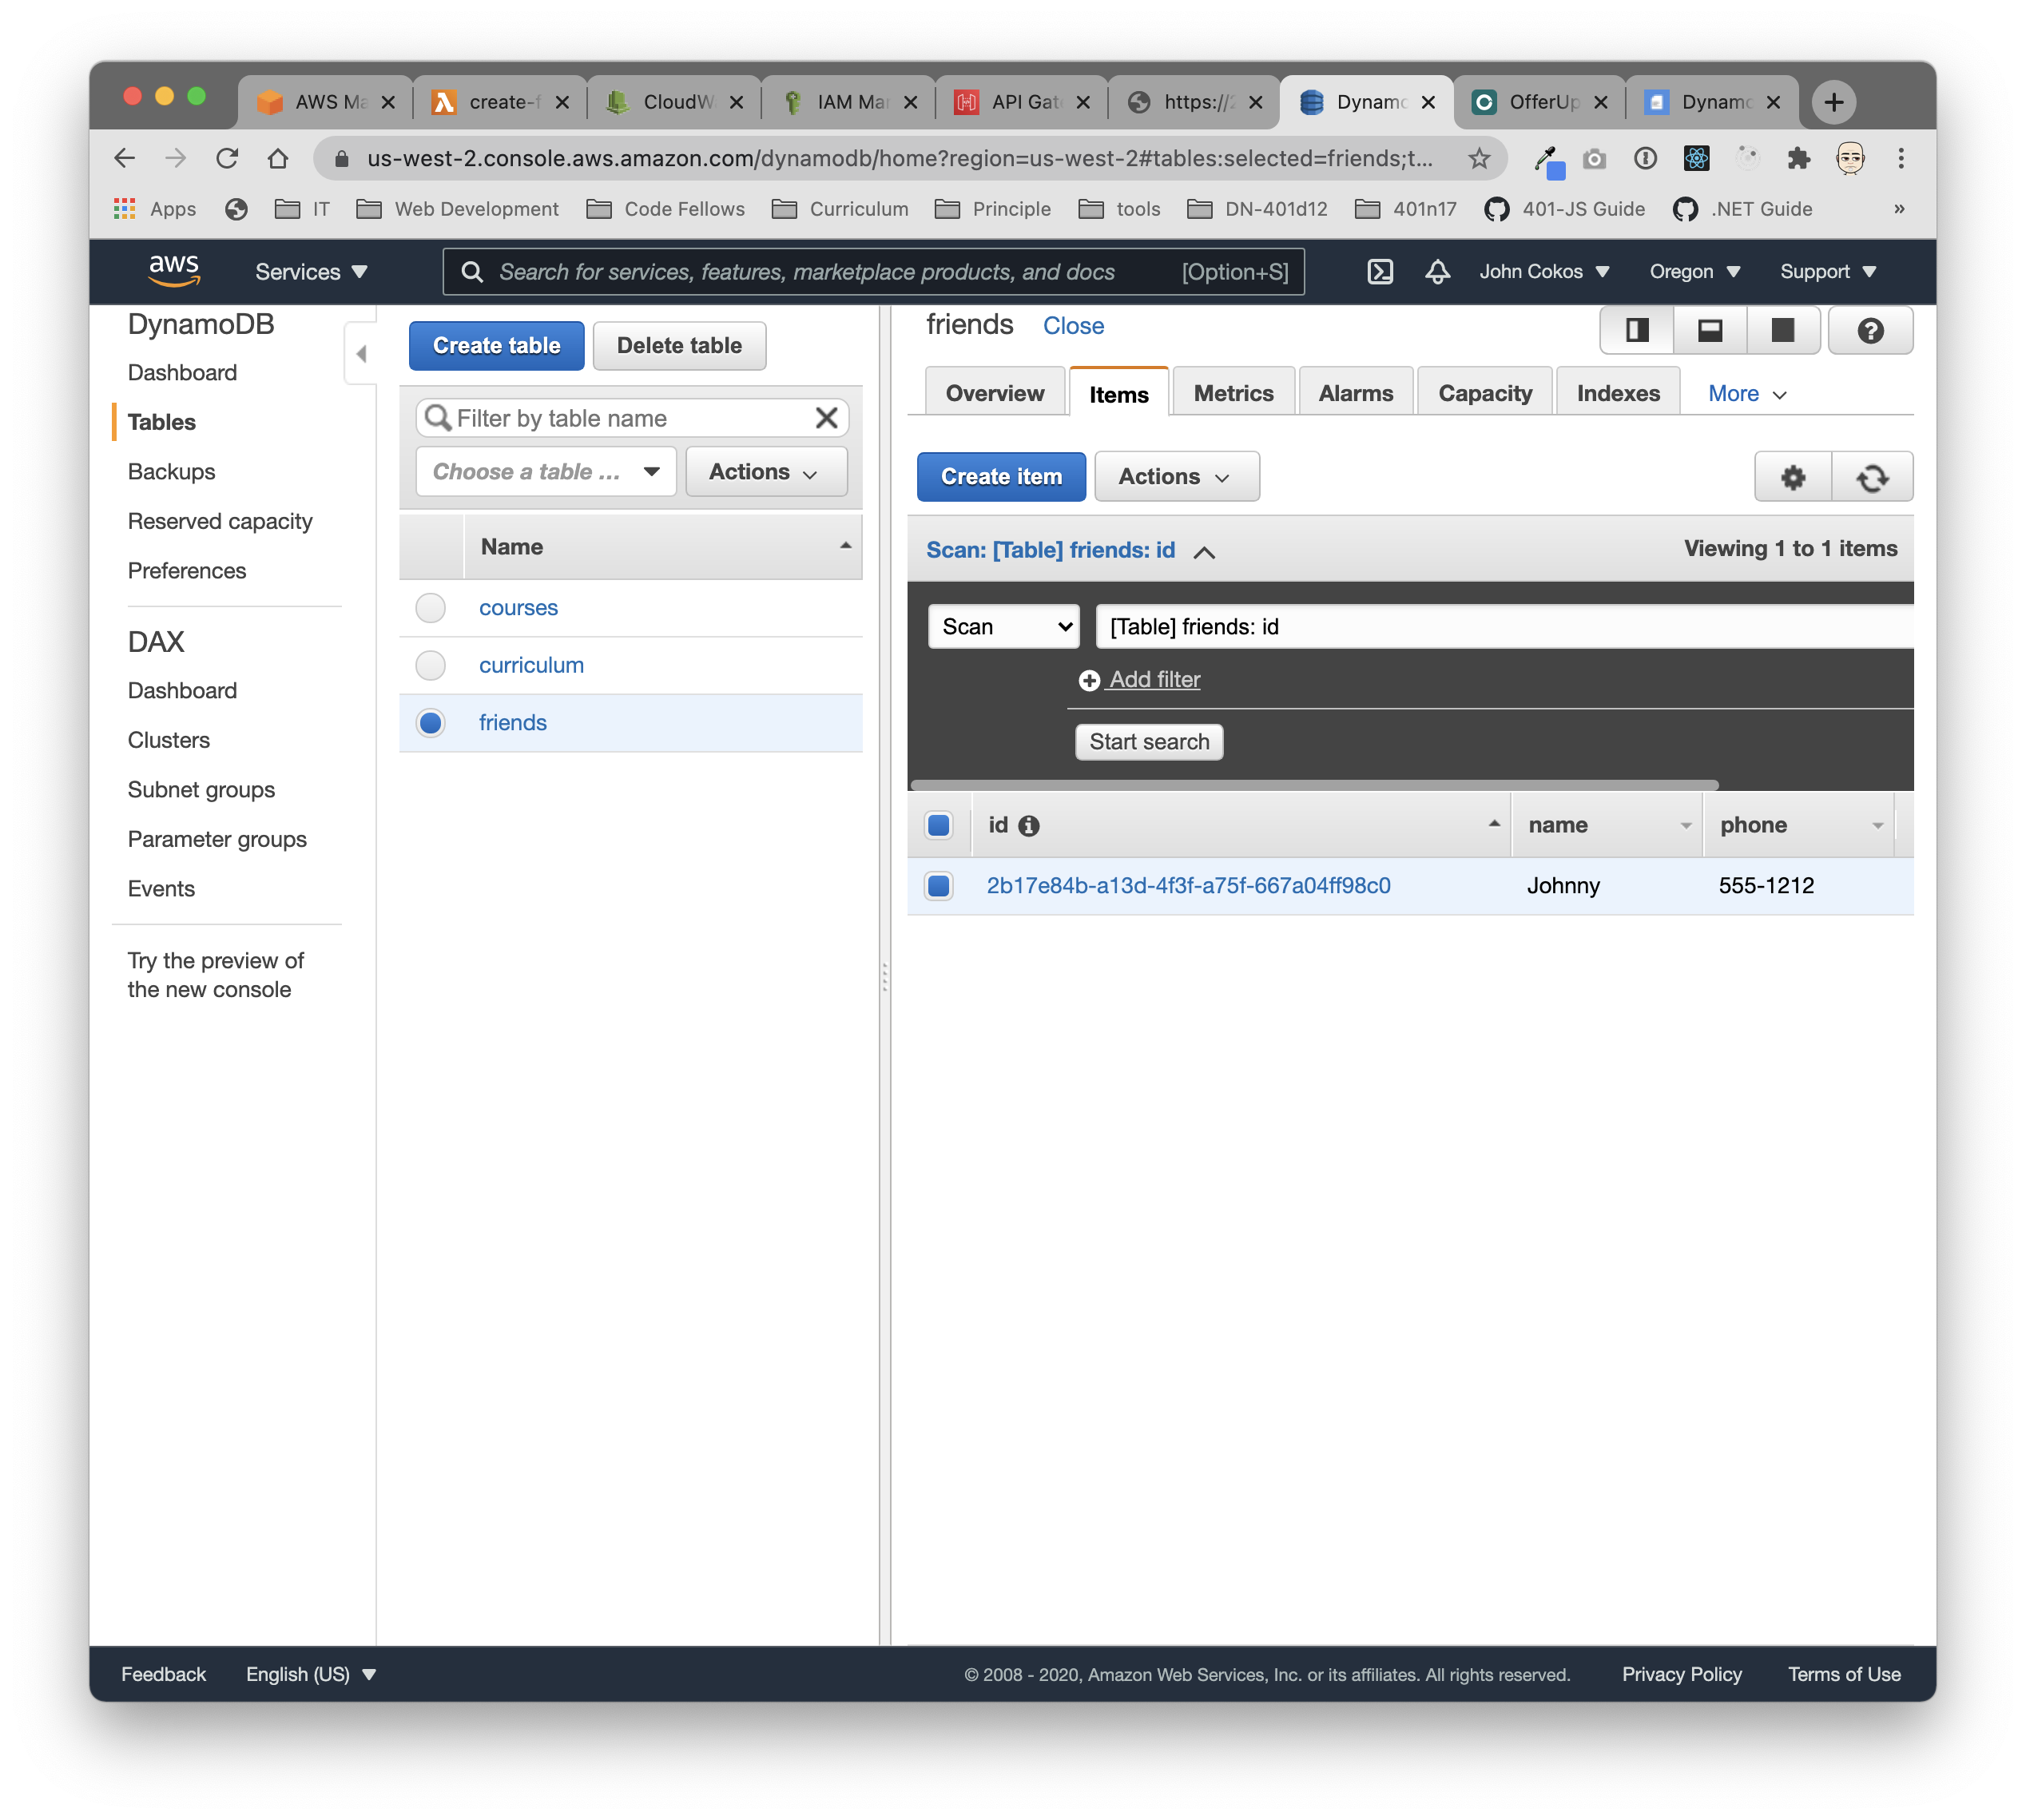 AWS Ma
create-f
CloudW
IAM Ma
API Gat
https://2
Dynamo
OfferUp
Dynamo
us-west-2.console.aws.amazon.com/dynamodb/home?region=us-west-2#tables:selected=friends;t...
Apps
IT
Web Development
Code Fellows
Curriculum
Principle
tools
DN-401d12
401n17
401-JS Guide
.NET Guide
»
aws
Services
Search for services, features, marketplace products, and docs
[Option+S]
John Cokos
Oregon
Support
DynamoDB
Dashboard
Tables
Backups
Reserved capacity
Preferences
DAX
Dashboard
Clusters
Subnet groups
Parameter groups
Events
Try the preview of
the new console
Create table
Delete table
Filter by table name
Choose a table ...
Actions
Name
courses
curriculum
friends
friends
Close
Overview
Items
Metrics
Alarms
Capacity
Indexes
More
Create item
Actions
Scan: [Table] friends: id
Viewing 1 to 1 items
Scan
[Table] friends: id
Add filter
Start search
id
name
phone
2b17e84b-a13d-4f3f-a75f-667a04ff98c0
Johnny
555-1212
Feedback
English (US)
© 2008 - 2020, Amazon Web Services, Inc. or its affiliates. All rights reserved.
Privacy Policy
Terms of Use